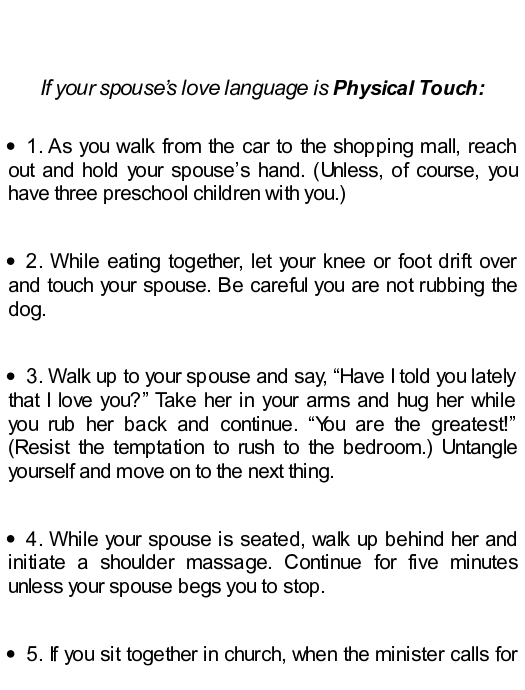 If your spouse's love language is Physical Touch:
• 1. As you walk from the car to the shopping mall, reach
out and hold your spouse's hand. (Unless, of course, you
have three preschool children with you.)
• 2. While eating together, let your knee or foot drift over
and touch your spouse. Be careful you are not rubbing the
dog.
• 3. Walk up to your spouse and say, “Have I told you lately
that I love you?” Take her in your arms and hug her while
you rub her back and continue. “You are the greatest!”
(Resist the temptation to rush to the bedroom.) Untangle
yourself and move on to the next thing.
• 4. While your spouse is seated, walk up behind her and
initiate a shoulder massage. Continue for five minutes
unless your spouse begs you to stop.
• 5. If you sit together in church, when the minister calls for